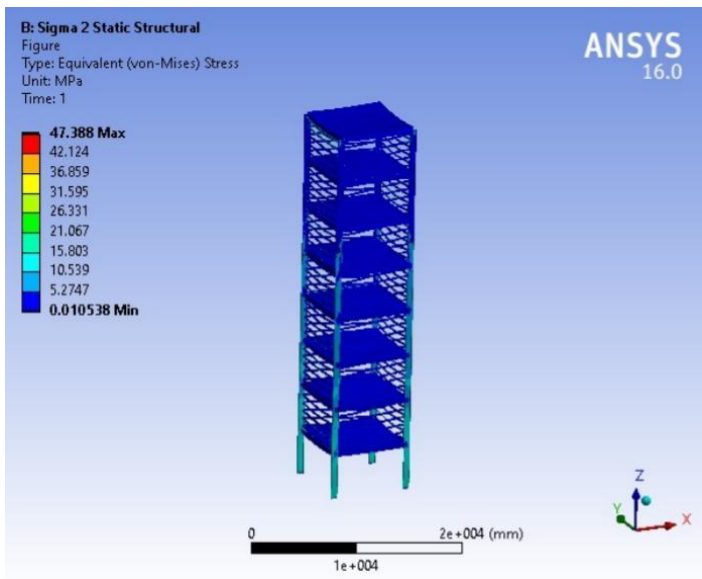 B: Sigma 2 Static Structural
Figure
Type: Equivalent (von-Mises) Stress
Unit: MPa
Time: 1
ANSYS
16.0
47.388 Max
42.124
36.859
31.595
26.331
21.067
15.803
10.539
5.2747
0.010538 Min
Z
Y
X
0
2e+004 (mm)
1e+004